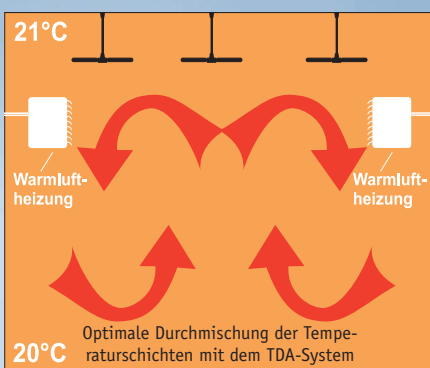 21°C
Warmluft-
heizung
Warmluft-
heizung
Optimale Durchmischung der Tempe-
raturschichten mit dem TDA-System
20°C